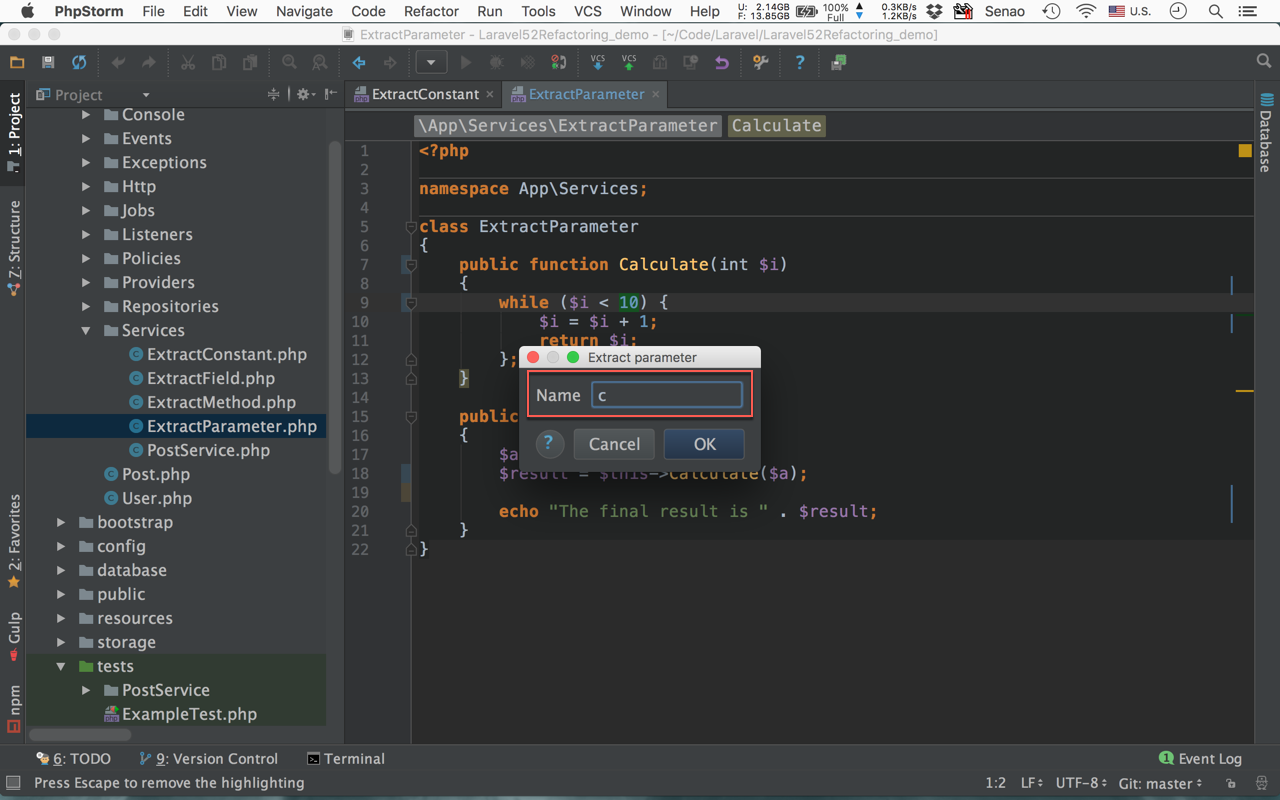 PhpStorm File Edit View Navigate Code Refactor Run Tools VCS Window Help U: 2.14GB F: 13.85GB 100% Full 0.3KB/s 1.2KB/s Senao U.S.
ExtractParameter - Laravel52Refactoring_demo - [~/Code/Laravel/Laravel52Refactoring_demo]
VCS VCS
Project
ExtractConstant ExtractParameter
\App\Services\ExtractParameter Calculate
1: Project
Z: Structure
2: Favorites
Gulp
npm
Database
Console
Events
Exceptions
Http
Jobs
Listeners
Policies
Providers
Repositories
Services
ExtractConstant.php
ExtractField.php
ExtractMethod.php
ExtractParameter.php
PostService.php
Post.php
User.php
bootstrap
config
database
public
resources
storage
tests
PostService
ExampleTest.php
1 <?php
2
3 namespace App\Services;
4
5 class ExtractParameter
6 {
7 public function Calculate(int $i)
8 {
9 while ($i < 10) {
10 $i = $i + 1;
11 return $i;
12 };
13 }
14
15 public
16 {
17 $a
18 $result = $this->Calculate($a);
19
20 echo "The final result is " . $result;
21 }
22 }
Extract parameter
Name c
? Cancel OK
6: TODO 9: Version Control Terminal 1 Event Log
Press Escape to remove the highlighting 1:2 LF UTF-8 Git: master